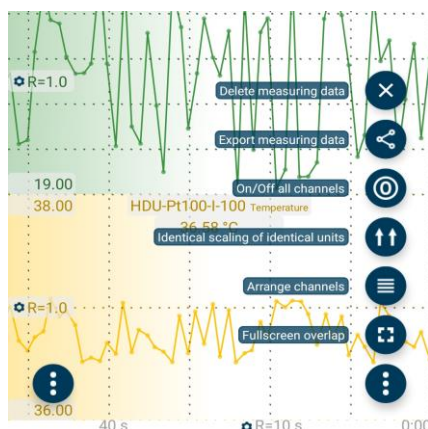 R=1.0
Delete measuring data
Export measuring data
On/Off all channels
19.00
38.00
HDU-Pt100-I-100 Temperature
36.58 °C
Identical scaling of identical units
Arrange channels
R=1.0
Fullscreen overlap
36.00
40 s
R=10 s
0:00